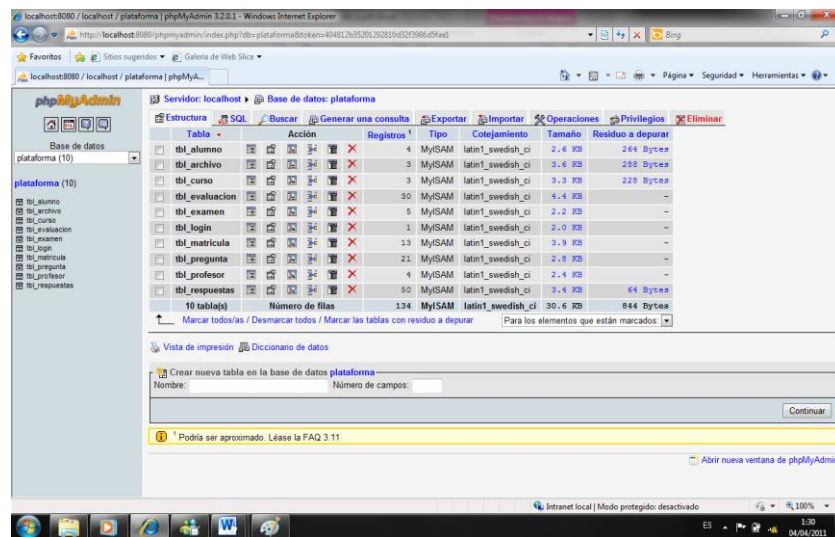 localhost:8080 / localhost / plataforma | phpMyAdmin 3.2.0.1 - Windows Internet Explorer
Bing
Favoritos Sitios sugeridos Galería de Web Slice
localhost:8080 / localhost / plataforma | phpMyA...
Página Seguridad Herramientas
phpMyAdmin
Base de datos
plataforma (10)
plataforma (10)
tbl_alumno
tbl_archivo
tbl_curso
tbl_evaluacion
tbl_examen
tbl_login
tbl_matricula
tbl_pregunta
tbl_profesor
tbl_respuestas
Servidor: localhost Base de datos: plataforma
Estructura SQL Buscar Generar una consulta Exportar Importar Operaciones Privilegios Eliminar
Tabla Acción Registros 1 Tipo Cotejamiento Tamaño Residuo a depurar
tbl_alumno 4 MyISAM latin1_swedish_ci 2.6 KB 264 Bytes
tbl_archivo 3 MyISAM latin1_swedish_ci 3.6 KB 288 Bytes
tbl_curso 3 MyISAM latin1_swedish_ci 3.3 KB 228 Bytes
tbl_evaluacion 30 MyISAM latin1_swedish_ci 4.4 KB -
tbl_examen 5 MyISAM latin1_swedish_ci 2.2 KB -
tbl_login 1 MyISAM latin1_swedish_ci 2.0 KB -
tbl_matricula 13 MyISAM latin1_swedish_ci 3.9 KB -
tbl_pregunta 21 MyISAM latin1_swedish_ci 2.8 KB -
tbl_profesor 4 MyISAM latin1_swedish_ci 2.4 KB -
tbl_respuestas 50 MyISAM latin1_swedish_ci 3.4 KB 64 Bytes
10 tabla(s) Número de filas 134 MyISAM latin1_swedish_ci 30.6 KB 844 Bytes
Marcar todos/as / Desmarcar todos / Marcar las tablas con residuo a depurar Para los elementos que están marcados:
Vista de impresión Diccionario de datos
Crear nueva tabla en la base de datos plataforma
Nombre: Número de campos:
Continuar
1 Podría ser aproximado. Léase la FAQ 3.11
Abrir nueva ventana de phpMyAdmi
Intranet local | Modo protegido: desactivado 100%
ES 1:30
04/04/2011